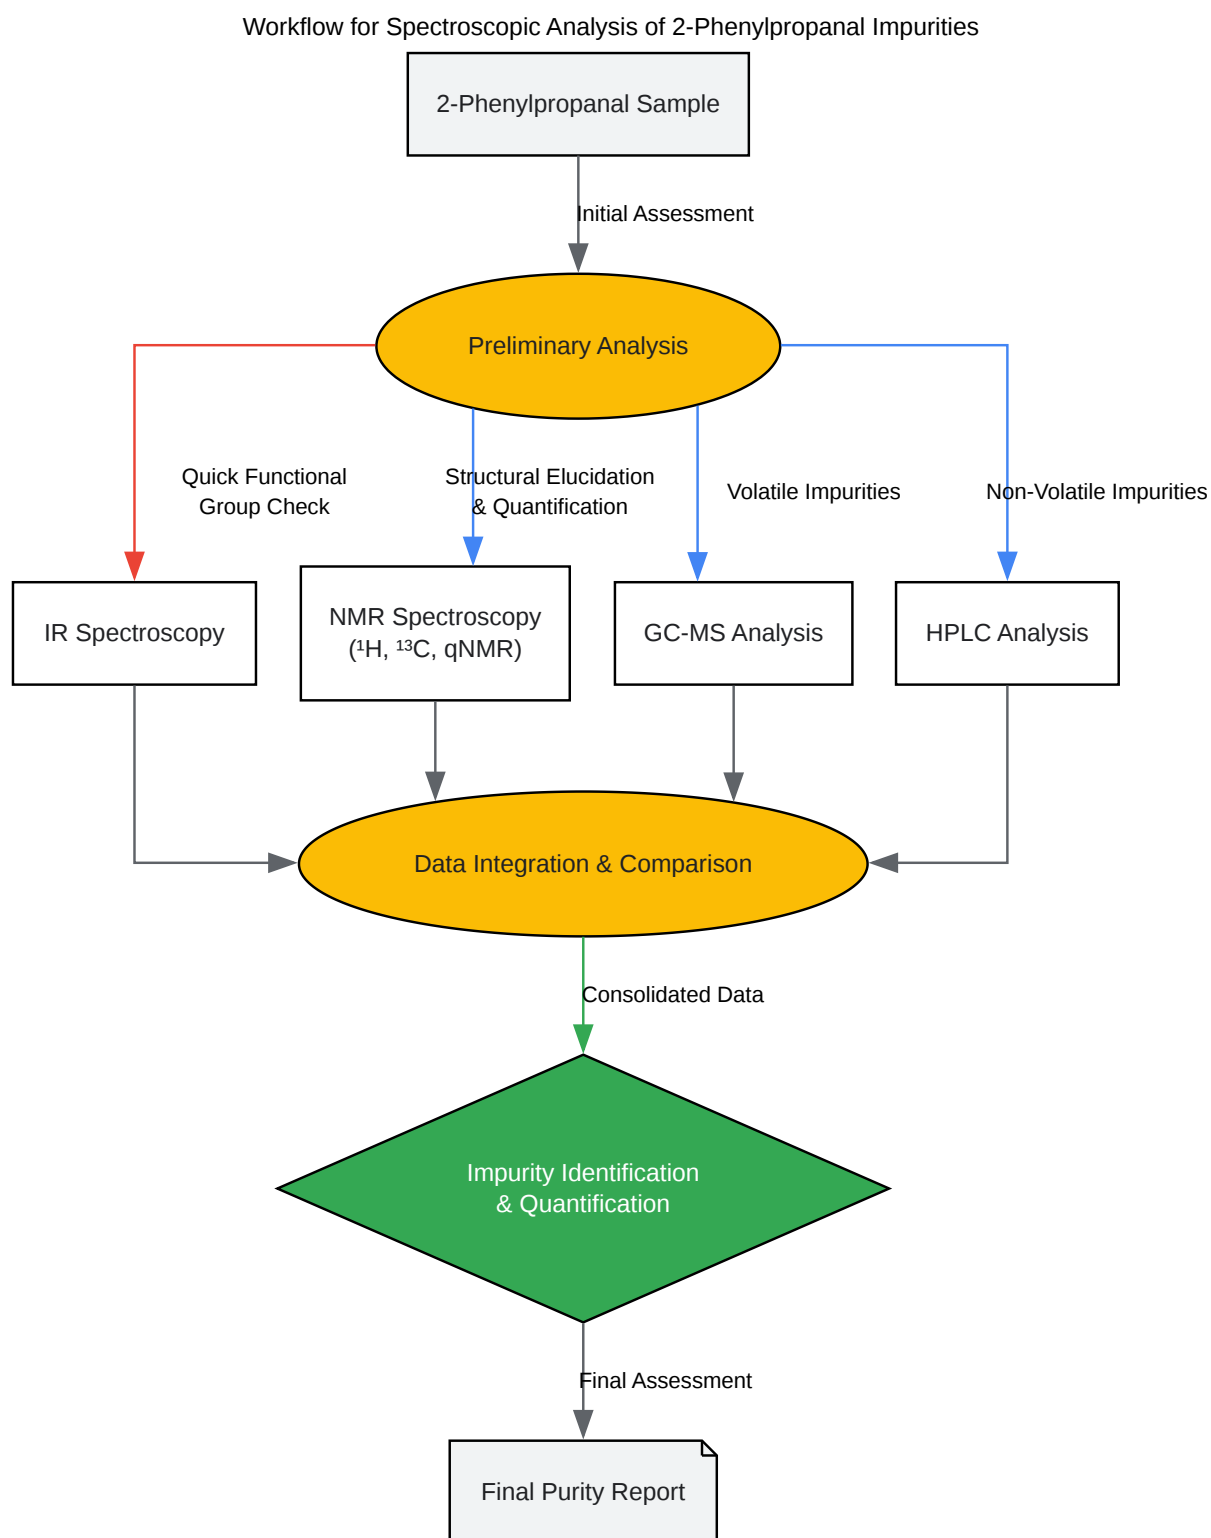 Workflow for Spectroscopic Analysis of 2-Phenylpropanal Impurities
2-Phenylpropanal Sample
Initial Assessment
Preliminary Analysis
Quick Functional
Group Check
Structural Elucidation
& Quantification
Volatile Impurities
Non-Volatile Impurities
IR Spectroscopy
NMR Spectroscopy
(¹H, ¹³C, qNMR)
GC-MS Analysis
HPLC Analysis
Data Integration & Comparison
Consolidated Data
Impurity Identification
& Quantification
Final Assessment
Final Purity Report